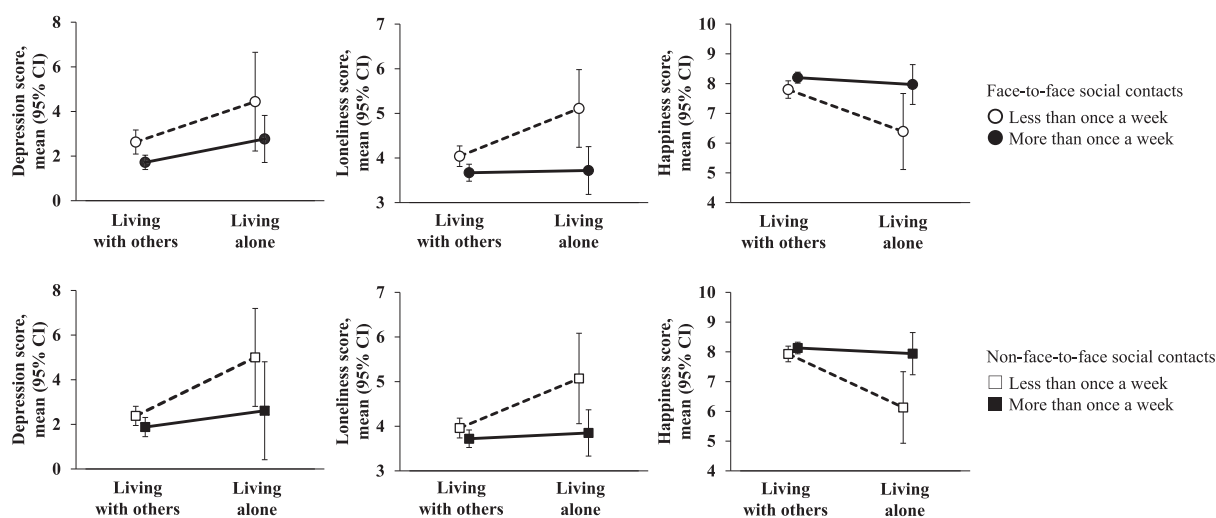 Depression score,
mean (95% CI)
8
6
4
2
0
Living
with others
Living
alone
Loneliness score,
mean (95% CI)
7
6
5
4
3
Living
with others
Living
alone
Happiness score,
mean (95% CI)
10
9
8
7
6
5
4
Living
with others
Living
alone
Face-to-face social contacts
Less than once a week
More than once a week
Depression score,
mean (95% CI)
8
6
4
2
0
Living
with others
Living
alone
Loneliness score,
mean (95% CI)
7
6
5
4
3
Living
with others
Living
alone
Happiness score,
mean (95% CI)
10
9
8
7
6
5
4
Living
with others
Living
alone
Non-face-to-face social contacts
Less than once a week
More than once a week